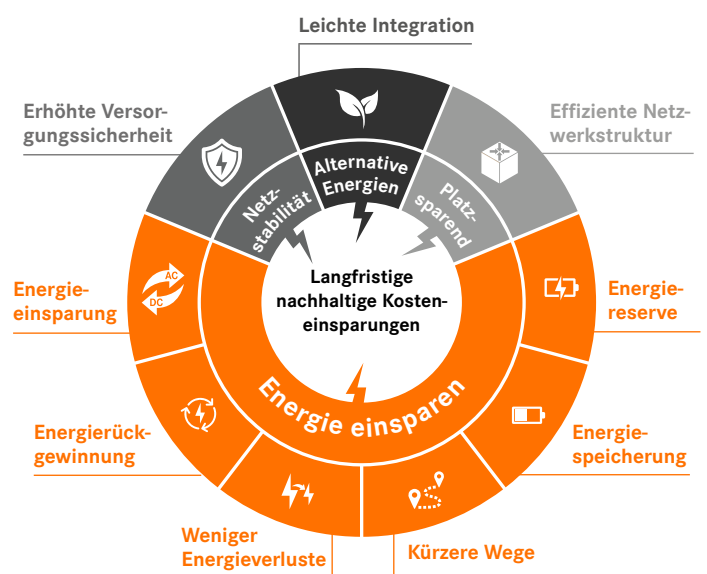 Leichte Integration
Erhöhte Versor-
gungssicherheit
Effiziente Netz-
werkstruktur
Alternative
Energien
Netz-
stabilität
Platz-
sparend
Langfristige
nachhaltige Kosten-
einsparungen
AC
DC
Energie-
einsparung
Energie-
reserve
Energie einsparen
Energierück-
gewinnung
Energie-
speicherung
Weniger
Energieverluste
Kürzere Wege